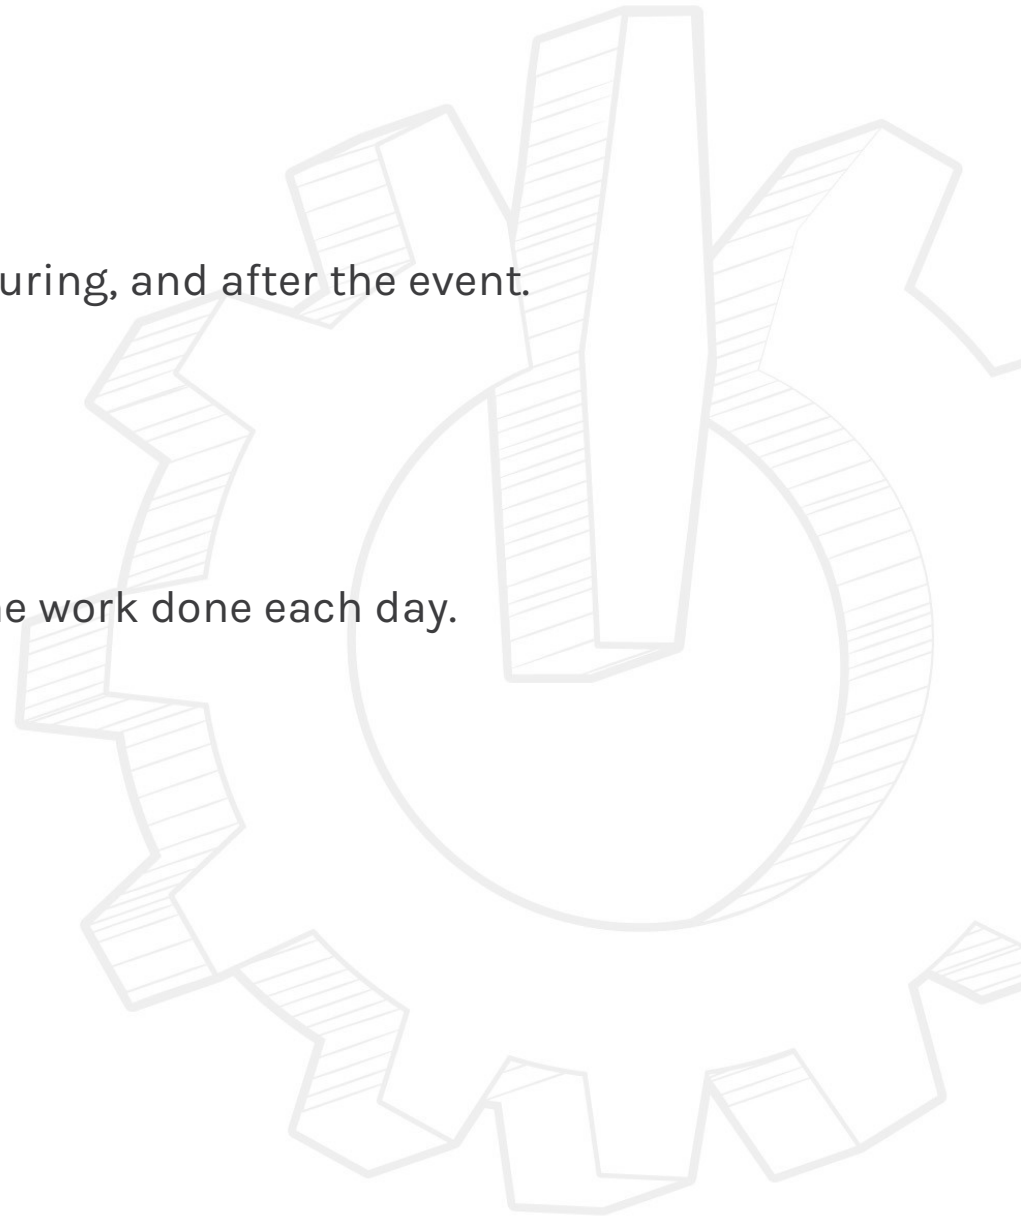 uring, and after the event.
e work done each day.